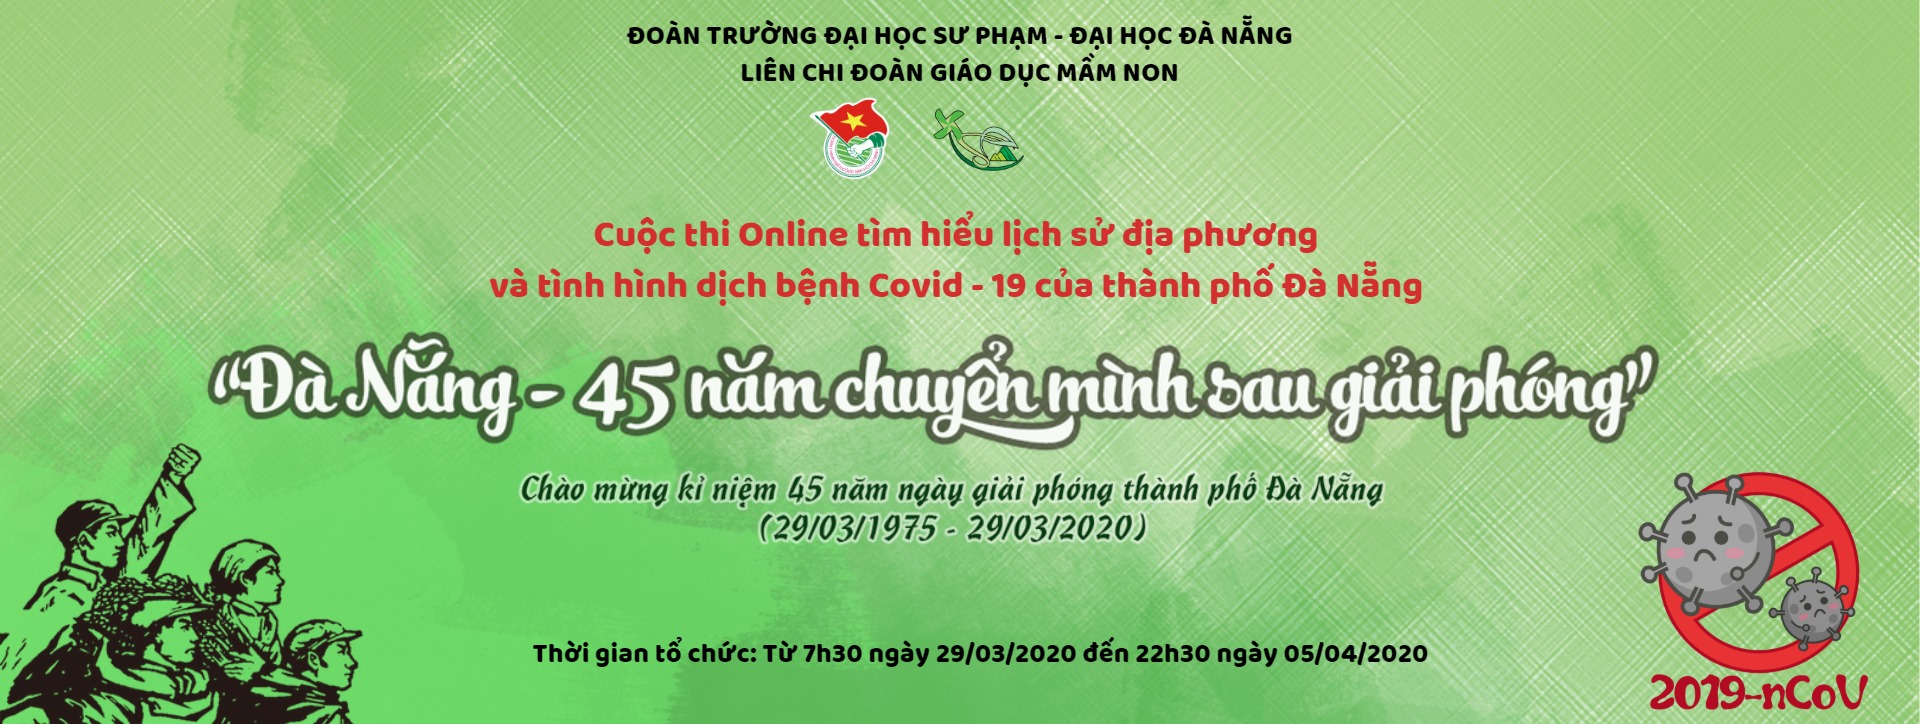 ĐOÀN TRƯỜNG ĐẠI HỌC SƯ PHẠM - ĐẠI HỌC ĐÀ NẴNG
LIÊN CHI ĐOÀN GIÁO DỤC MẦM NON
Cuộc thi Online tìm hiểu lịch sử địa phương
và tình hình dịch bệnh Covid - 19 của thành phố Đà Nẵng
“Đà Nẵng - 45 năm chuyển mình sau giải phóng”
Chào mừng kỉ niệm 45 năm ngày giải phóng thành phố Đà Nẵng
(29/03/1975 - 29/03/2020)
Thời gian tổ chức: Từ 7h30 ngày 29/03/2020 đến 22h30 ngày 05/04/2020
2019-nCoV